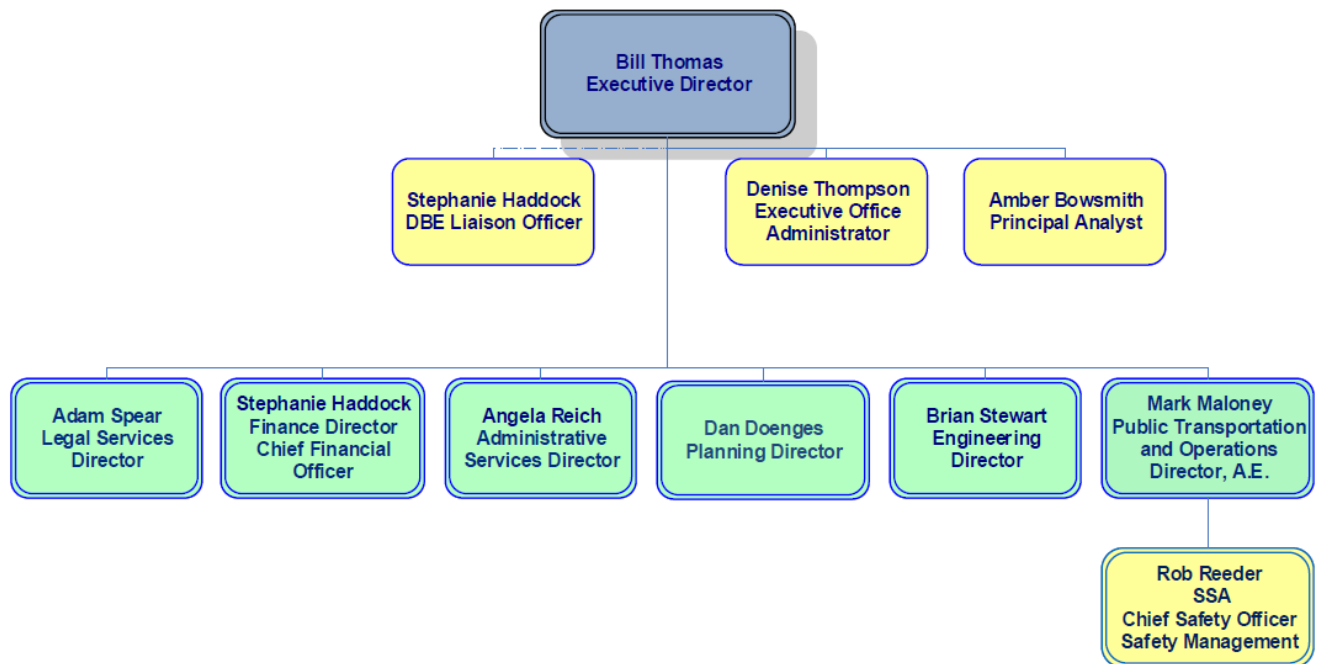 Bill Thomas
Executive Director
Stephanie Haddock
DBE Liaison Officer
Denise Thompson
Executive Office
Administrator
Amber Bowsmith
Principal Analyst
Adam Spear
Legal Services
Director
Stephanie Haddock
Finance Director
Chief Financial
Officer
Angela Reich
Administrative
Services Director
Dan Doenges
Planning Director
Brian Stewart
Engineering
Director
Mark Maloney
Public Transportation
and Operations
Director, A.E.
Rob Reeder
SSA
Chief Safety Officer
Safety Management